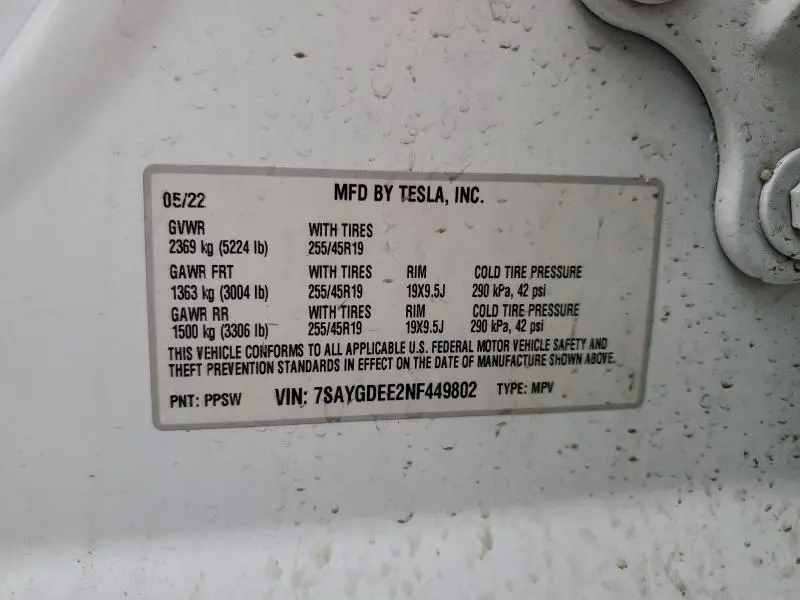 05/22 MFD BY TESLA, INC.
GVWR WITH TIRES
2369 kg (5224 lb) 255/45R19
GAWR FRT WITH TIRES RIM COLD TIRE PRESSURE
1363 kg (3004 lb) 255/45R19 19X9.5J 290 kPa, 42 psi
GAWR RR WITH TIRES RIM COLD TIRE PRESSURE
1500 kg (3306 lb) 255/45R19 19X9.5J 290 kPa, 42 psi
THIS VEHICLE CONFORMS TO ALL APPLICABLE U.S. FEDERAL MOTOR VEHICLE SAFETY AND
THEFT PREVENTION STANDARDS IN EFFECT ON THE DATE OF MANUFACTURE SHOWN ABOVE.
PNT: PPSW VIN: 7SAYGDEE2NF449802 TYPE: MPV